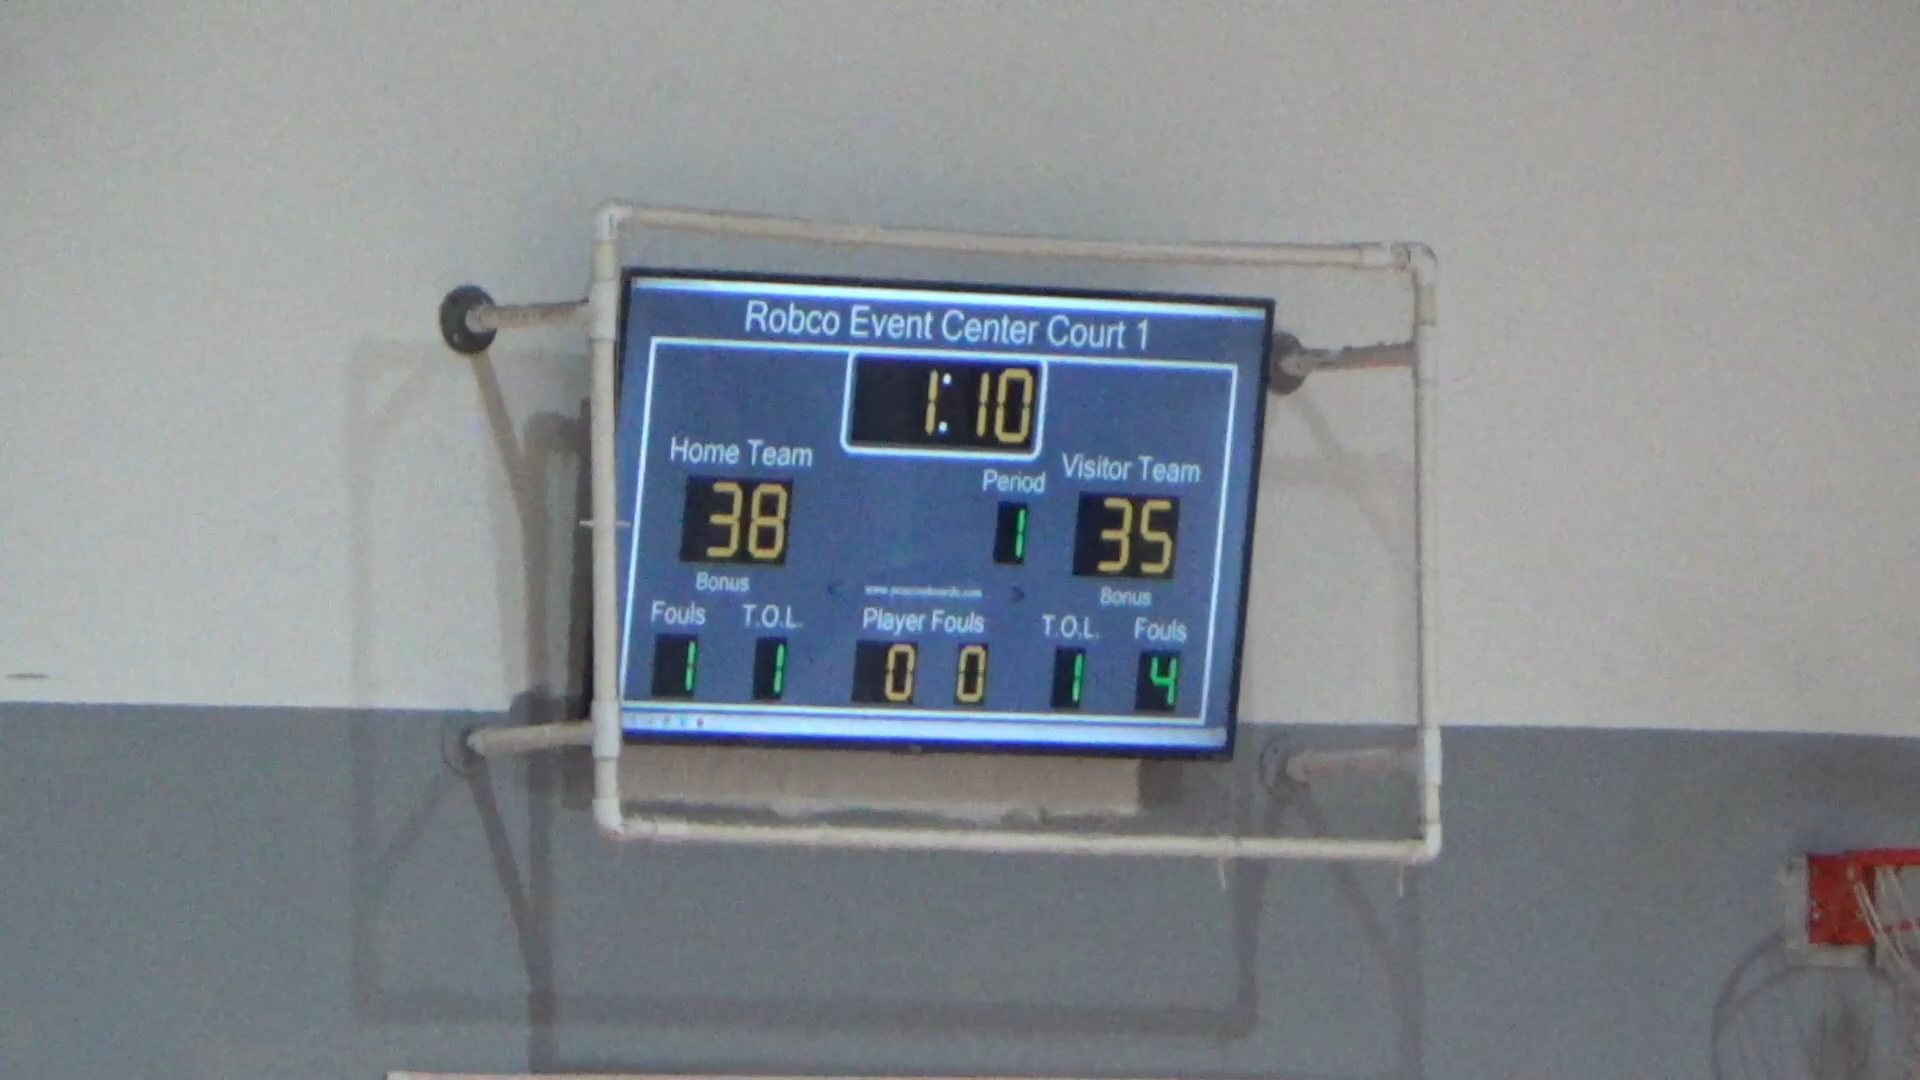 Robco Event Center Court 1
1:10
Home Team
Visitor Team
Period
38
1
35
Bonus
Bonus
Fouls
T.O.L.
Player Fouls
T.O.L.
Fouls
1
1
0
0
1
4